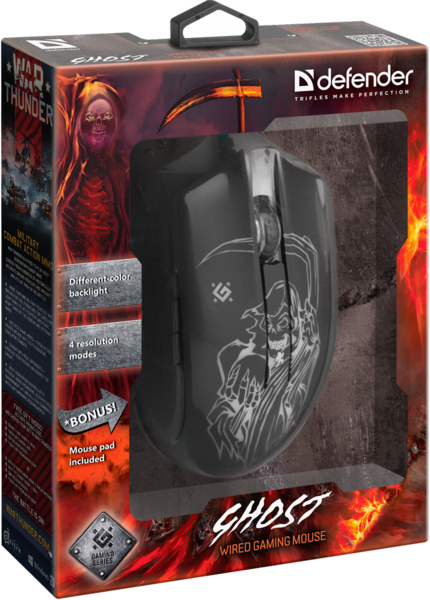 defender
TRIFLES MAKE PERFECTION
WAR
THUNDER
MILITARY
COMBAT ACTION MMO
Different-color
backlight
4 resolution
modes
*BONUS!
Mouse pad
included
GAMING
SERIES
GHOST
WIRED GAMING MOUSE